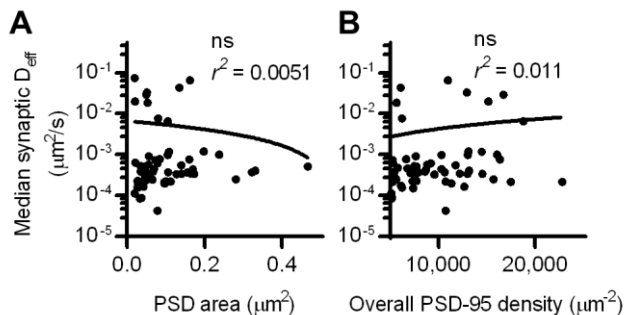 A
ns
r² = 0.0051
Median synaptic D_eff
(μm²/s)
10⁻¹
10⁻²
10⁻³
10⁻⁴
10⁻⁵
0.0 0.2 0.4
PSD area (μm²)
B
ns
r² = 0.011
10⁻¹
10⁻²
10⁻³
10⁻⁴
10⁻⁵
10,000 20,000
Overall PSD-95 density (μm⁻²)